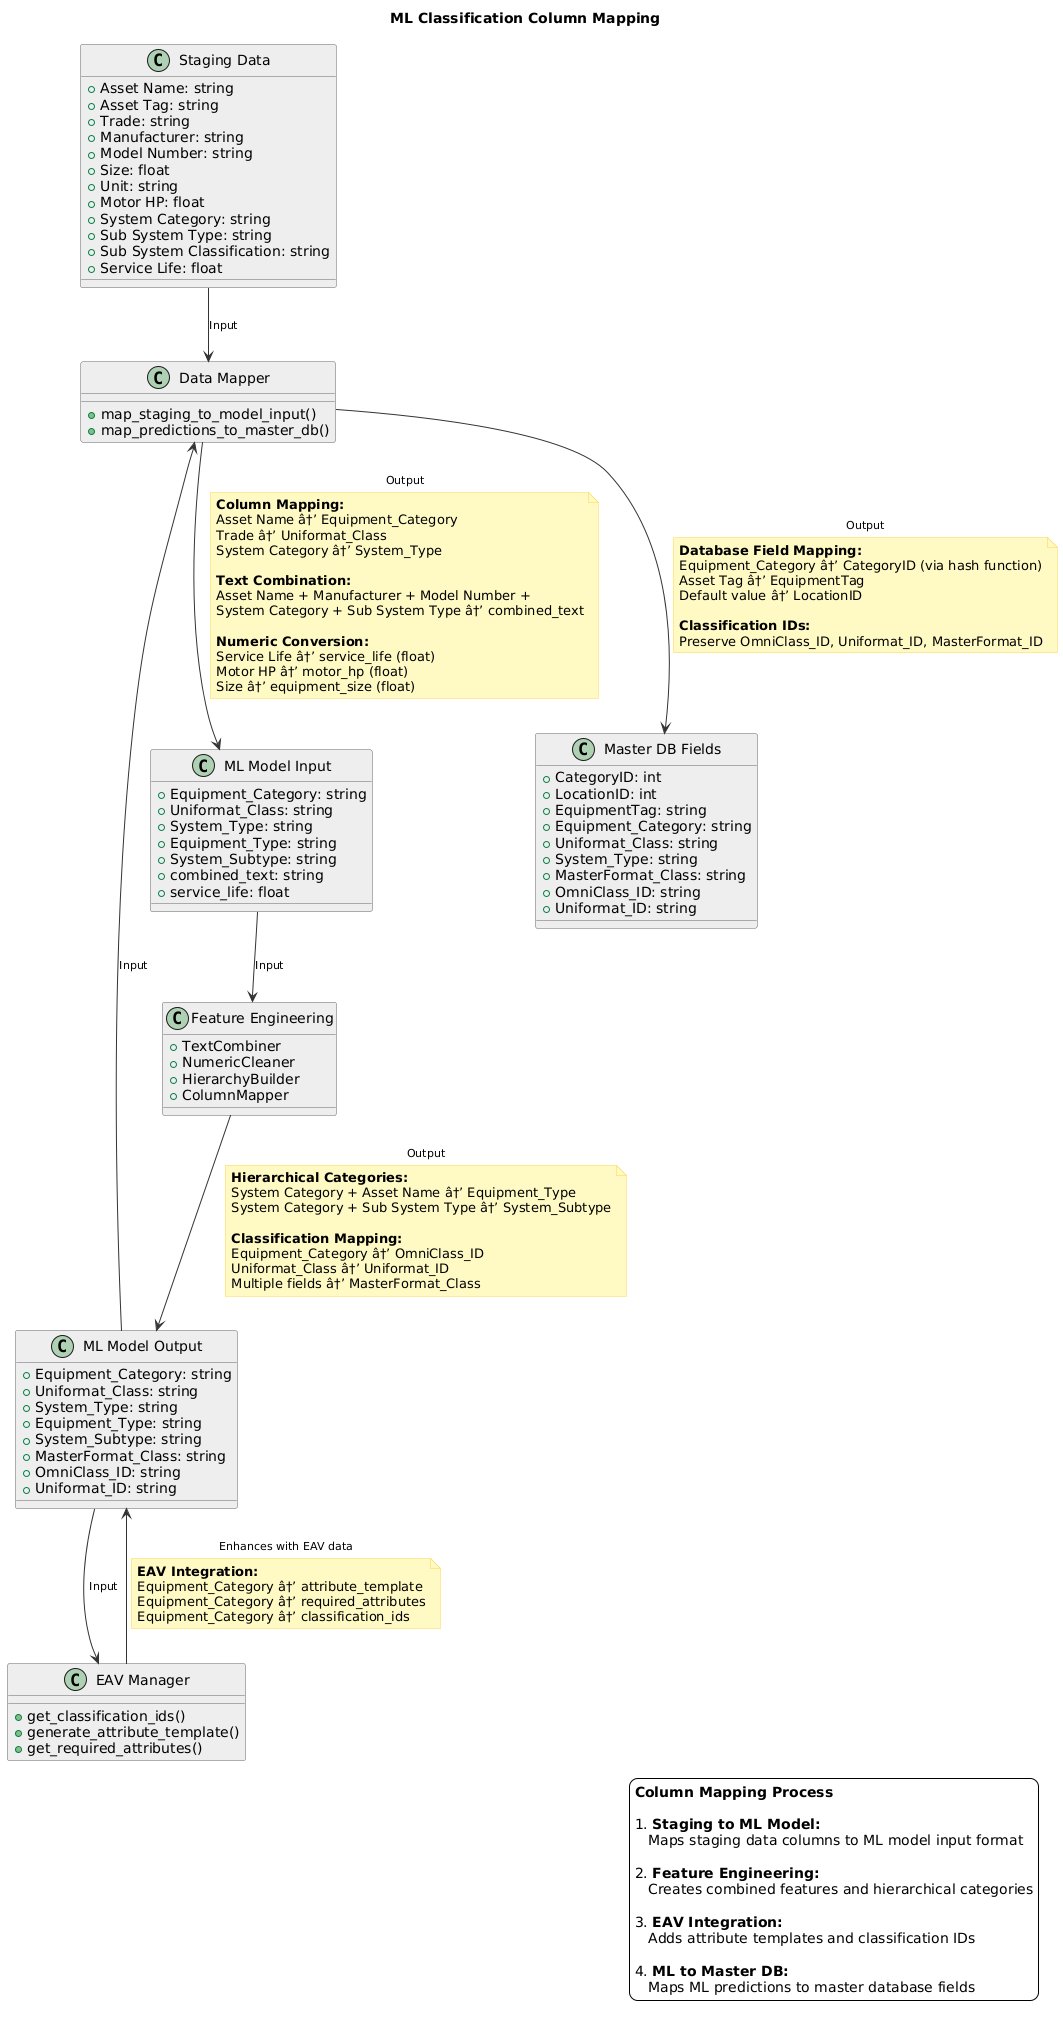 ML Classification Column Mapping
C Staging Data
Asset Name: string
Asset Tag: string
Trade: string
Manufacturer: string
Model Number: string
Size: float
Unit: string
Motor HP: float
System Category: string
Sub System Type: string
Sub System Classification: string
Service Life: float
Input
C Data Mapper
map_staging_to_model_input()
map_predictions_to_master_db()
Output
Column Mapping:
Asset Name â†’ Equipment_Category
Trade â†’ Uniformat_Class
System Category â†’ System_Type
Text Combination:
Asset Name + Manufacturer + Model Number +
System Category + Sub System Type â†’ combined_text
Numeric Conversion:
Service Life â†’ service_life (float)
Motor HP â†’ motor_hp (float)
Size â†’ equipment_size (float)
Output
Database Field Mapping:
Equipment_Category â†’ CategoryID (via hash function)
Asset Tag â†’ EquipmentTag
Default value â†’ LocationID
Classification IDs:
Preserve OmniClass_ID, Uniformat_ID, MasterFormat_ID
C ML Model Input
Equipment_Category: string
Uniformat_Class: string
System_Type: string
Equipment_Type: string
System_Subtype: string
combined_text: string
service_life: float
C Master DB Fields
CategoryID: int
LocationID: int
EquipmentTag: string
Equipment_Category: string
Uniformat_Class: string
System_Type: string
MasterFormat_Class: string
OmniClass_ID: string
Uniformat_ID: string
Input
Input
C Feature Engineering
TextCombiner
NumericCleaner
HierarchyBuilder
ColumnMapper
Output
Hierarchical Categories:
System Category + Asset Name â†’ Equipment_Type
System Category + Sub System Type â†’ System_Subtype
Classification Mapping:
Equipment_Category â†’ OmniClass_ID
Uniformat_Class â†’ Uniformat_ID
Multiple fields â†’ MasterFormat_Class
C ML Model Output
Equipment_Category: string
Uniformat_Class: string
System_Type: string
Equipment_Type: string
System_Subtype: string
MasterFormat_Class: string
OmniClass_ID: string
Uniformat_ID: string
Input
Enhances with EAV data
EAV Integration:
Equipment_Category â†’ attribute_template
Equipment_Category â†’ required_attributes
Equipment_Category â†’ classification_ids
C EAV Manager
get_classification_ids()
generate_attribute_template()
get_required_attributes()
Column Mapping Process
1. Staging to ML Model:
Maps staging data columns to ML model input format
2. Feature Engineering:
Creates combined features and hierarchical categories
3. EAV Integration:
Adds attribute templates and classification IDs
4. ML to Master DB:
Maps ML predictions to master database fields